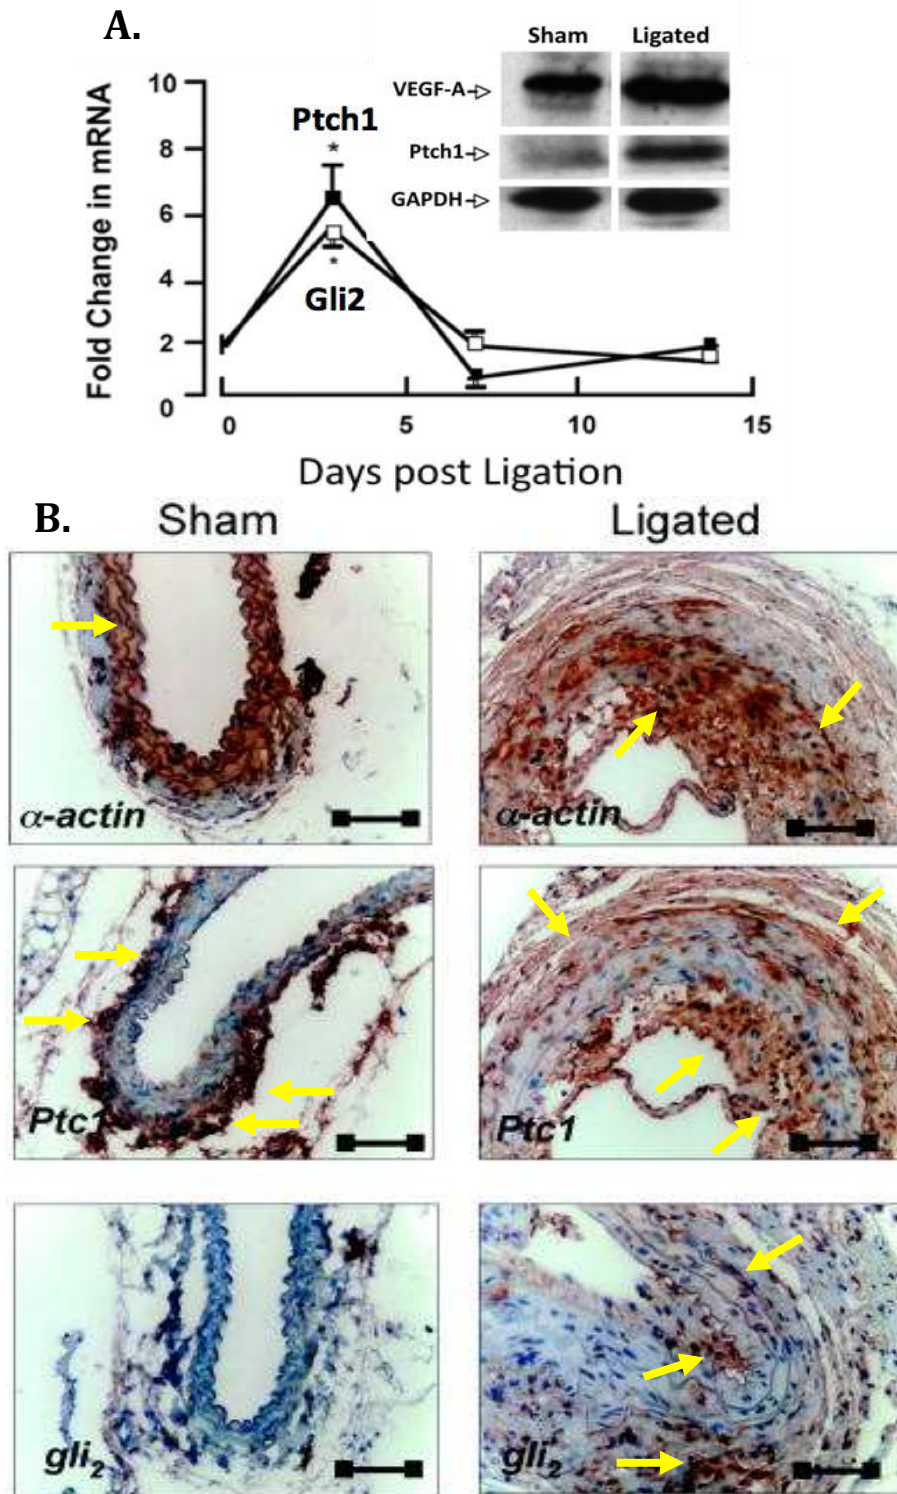 A.
Sham Ligated
VEGF-A
Ptch1
GAPDH
Fold Change in mRNA
10
8
6
4
2
0
Ptch1
*
*
Gli2
0 5 10 15
Days post Ligation
B. Sham Ligated
α-actin α-actin
Ptc1 Ptc1
gli2 gli2